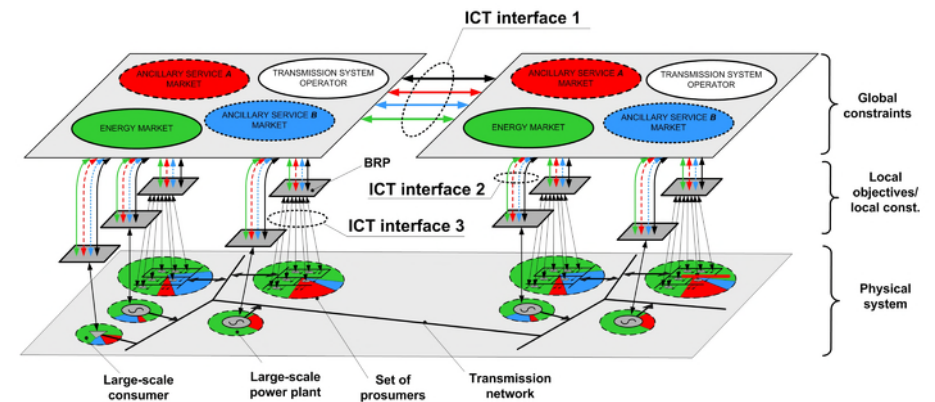 ICT interface 1
ANCILLARY SERVICE A
MARKET
TRANSMISSION SYSTEM
OPERATOR
ENERGY MARKET
ANCILLARY SERVICE B
MARKET
ANCILLARY SERVICE A
MARKET
TRANSMISSION SYSTEM
OPERATOR
ENERGY MARKET
ANCILLARY SERVICE B
MARKET
Global
constraints
BRP
ICT interface 2
ICT interface 3
Local
objectives/
local const.
Physical
system
Large-scale
consumer
Large-scale
power plant
Set of
prosumers
Transmission
network